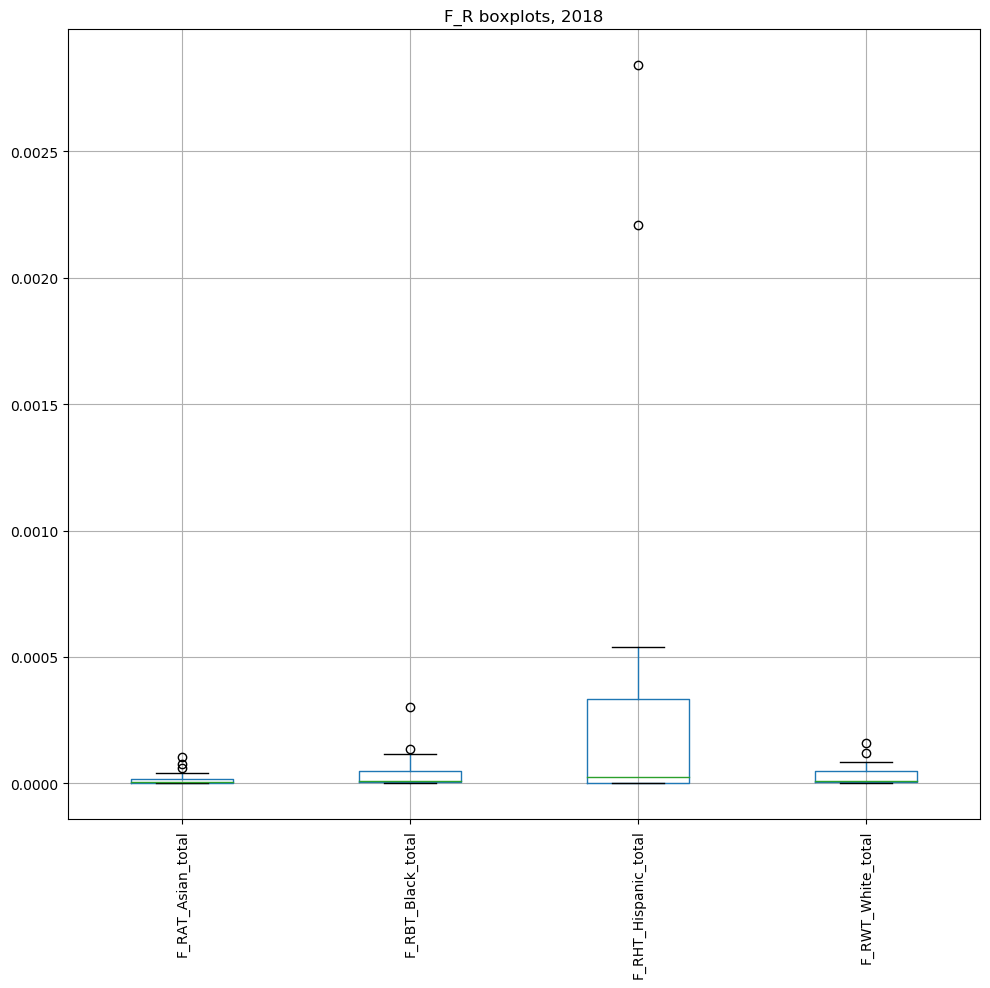 F_R boxplots, 2018
0.0025
0.0020
0.0015
0.0010
0.0005
0.0000
F_RAT_Asian_total
F_RBT_Black_total
F_RHT_Hispanic_total
F_RWT_White_total